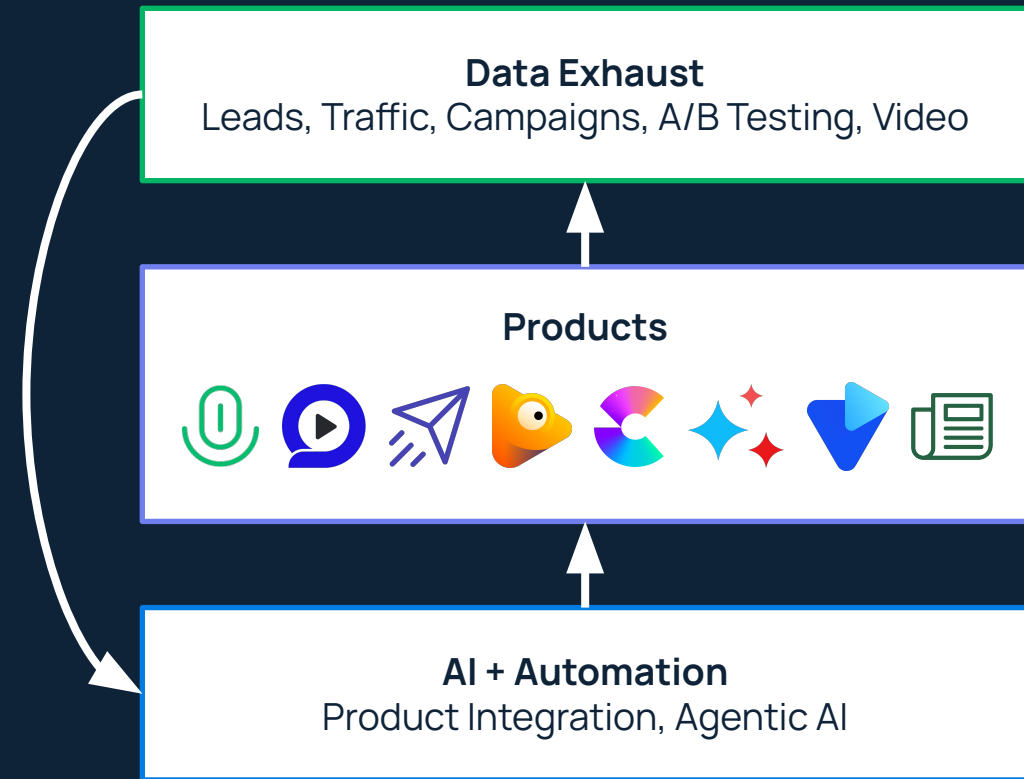 Data Exhaust
Leads, Traffic, Campaigns, A/B Testing, Video
Products
AI + Automation
Product Integration, Agentic AI